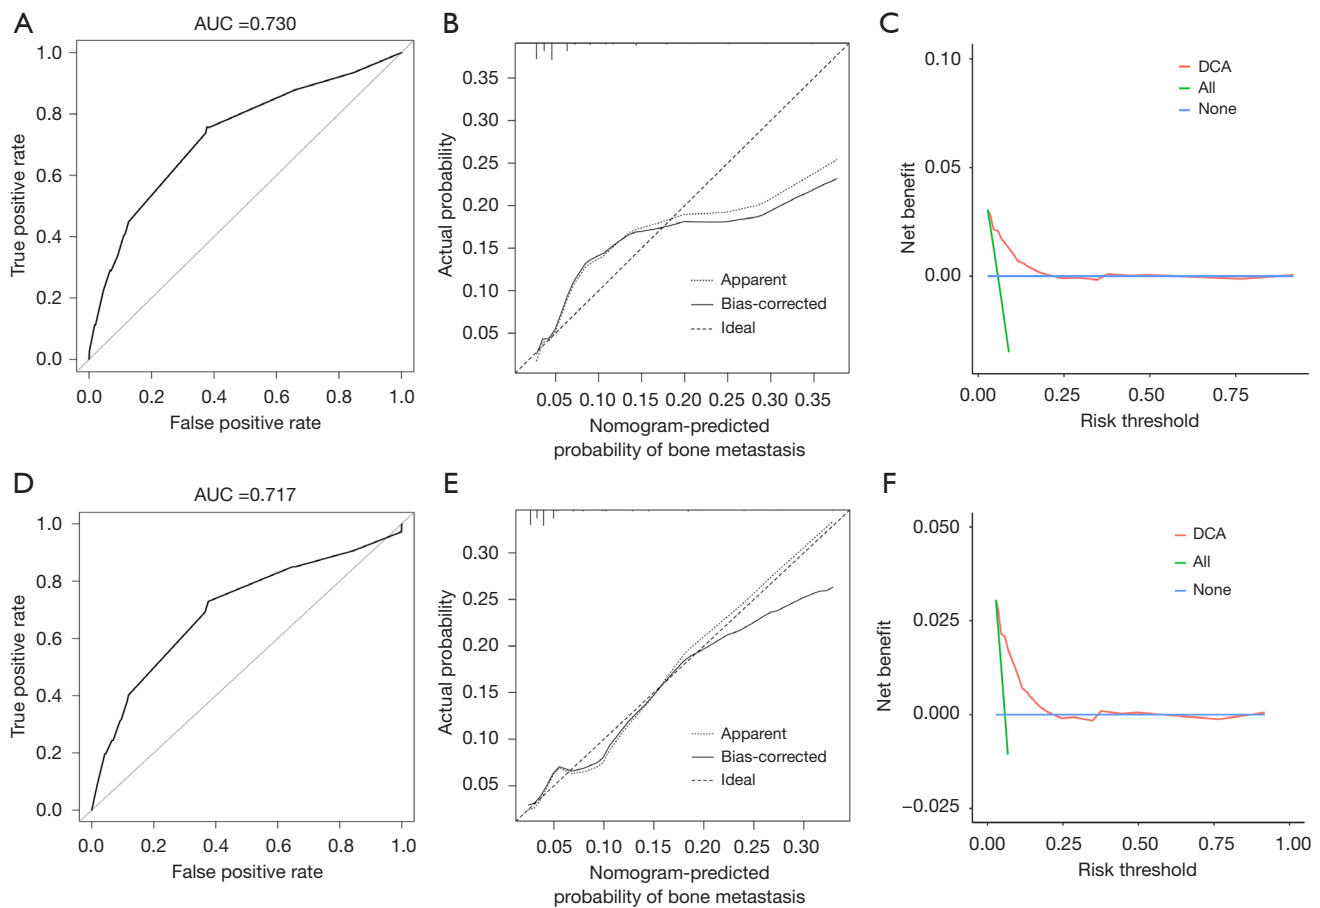 A
AUC =0.730
True positive rate
1.0
0.8
0.6
0.4
0.2
0.0
0.0 0.2 0.4 0.6 0.8 1.0
False positive rate
B
Actual probability
0.35
0.30
0.25
0.20
0.15
0.10
0.05
Apparent
Bias-corrected
Ideal
0.05 0.10 0.15 0.20 0.25 0.30 0.35
Nomogram-predicted
probability of bone metastasis
C
Net benefit
0.10
0.05
0.00
DCA
All
None
0.00 0.25 0.50 0.75
Risk threshold
D
AUC =0.717
True positive rate
1.0
0.8
0.6
0.4
0.2
0.0
0.0 0.2 0.4 0.6 0.8 1.0
False positive rate
E
Actual probability
0.30
0.25
0.20
0.15
0.10
0.05
Apparent
Bias-corrected
Ideal
0.05 0.10 0.15 0.20 0.25 0.30
Nomogram-predicted
probability of bone metastasis
F
Net benefit
0.050
0.025
0.000
−0.025
DCA
All
None
0.00 0.25 0.50 0.75 1.00
Risk threshold